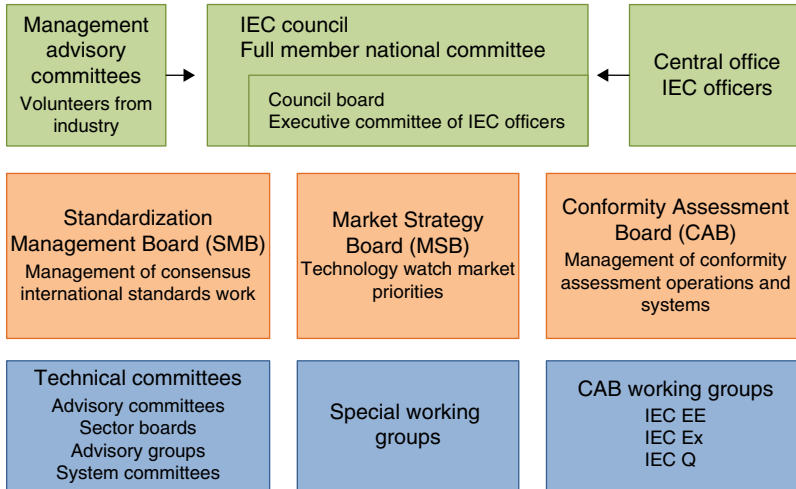 Management
advisory
committees
Volunteers from
industry
IEC council
Full member national committee
Council board
Executive committee of IEC officers
Central office
IEC officers
Standardization
Management Board (SMB)
Management of consensus
international standards work
Market Strategy
Board (MSB)
Technology watch market
priorities
Conformity Assessment
Board (CAB)
Management of conformity
assessment operations and
systems
Technical committees
Advisory committees
Sector boards
Advisory groups
System committees
Special working
groups
CAB working groups
IEC EE
IEC Ex
IEC Q